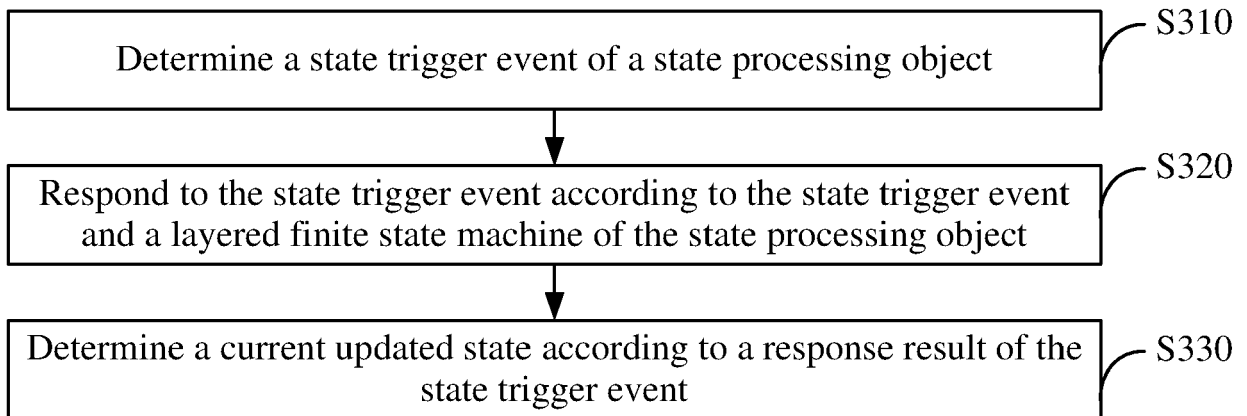 S310
Determine a state trigger event of a state processing object
S320
Respond to the state trigger event according to the state trigger event
and a layered finite state machine of the state processing object
S330
Determine a current updated state according to a response result of the
state trigger event